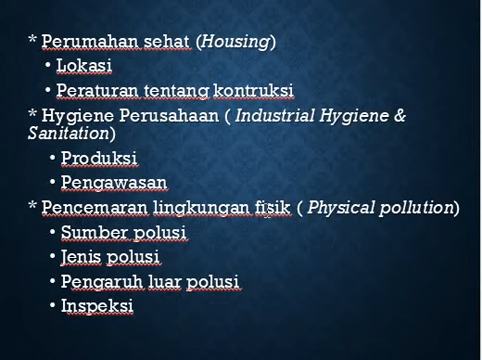 * Perumahan sehat (Housing)
• Lokasi
• Peraturan tentang kontruksi
* Hygiene Perusahaan ( Industrial Hygiene &
Sanitation)
• Produksi
• Pengawasan
* Pencemaran lingkungan fisik ( Physical pollution)
• Sumber polusi
• Jenis polusi
• Pengaruh luar polusi
• Inspeksi